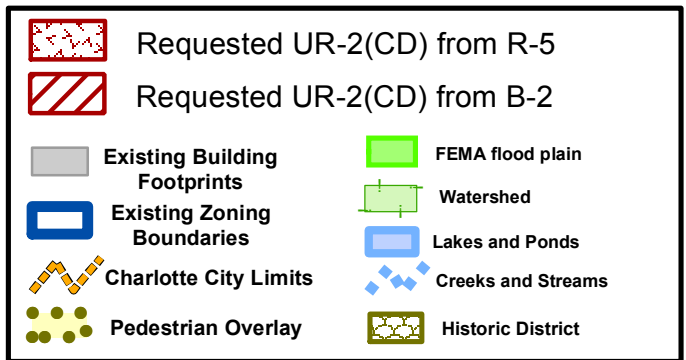 Requested UR-2(CD) from R-5
Requested UR-2(CD) from B-2
Existing Building
Footprints
Existing Zoning
Boundaries
Charlotte City Limits
Pedestrian Overlay
FEMA flood plain
Watershed
Lakes and Ponds
Creeks and Streams
Historic District